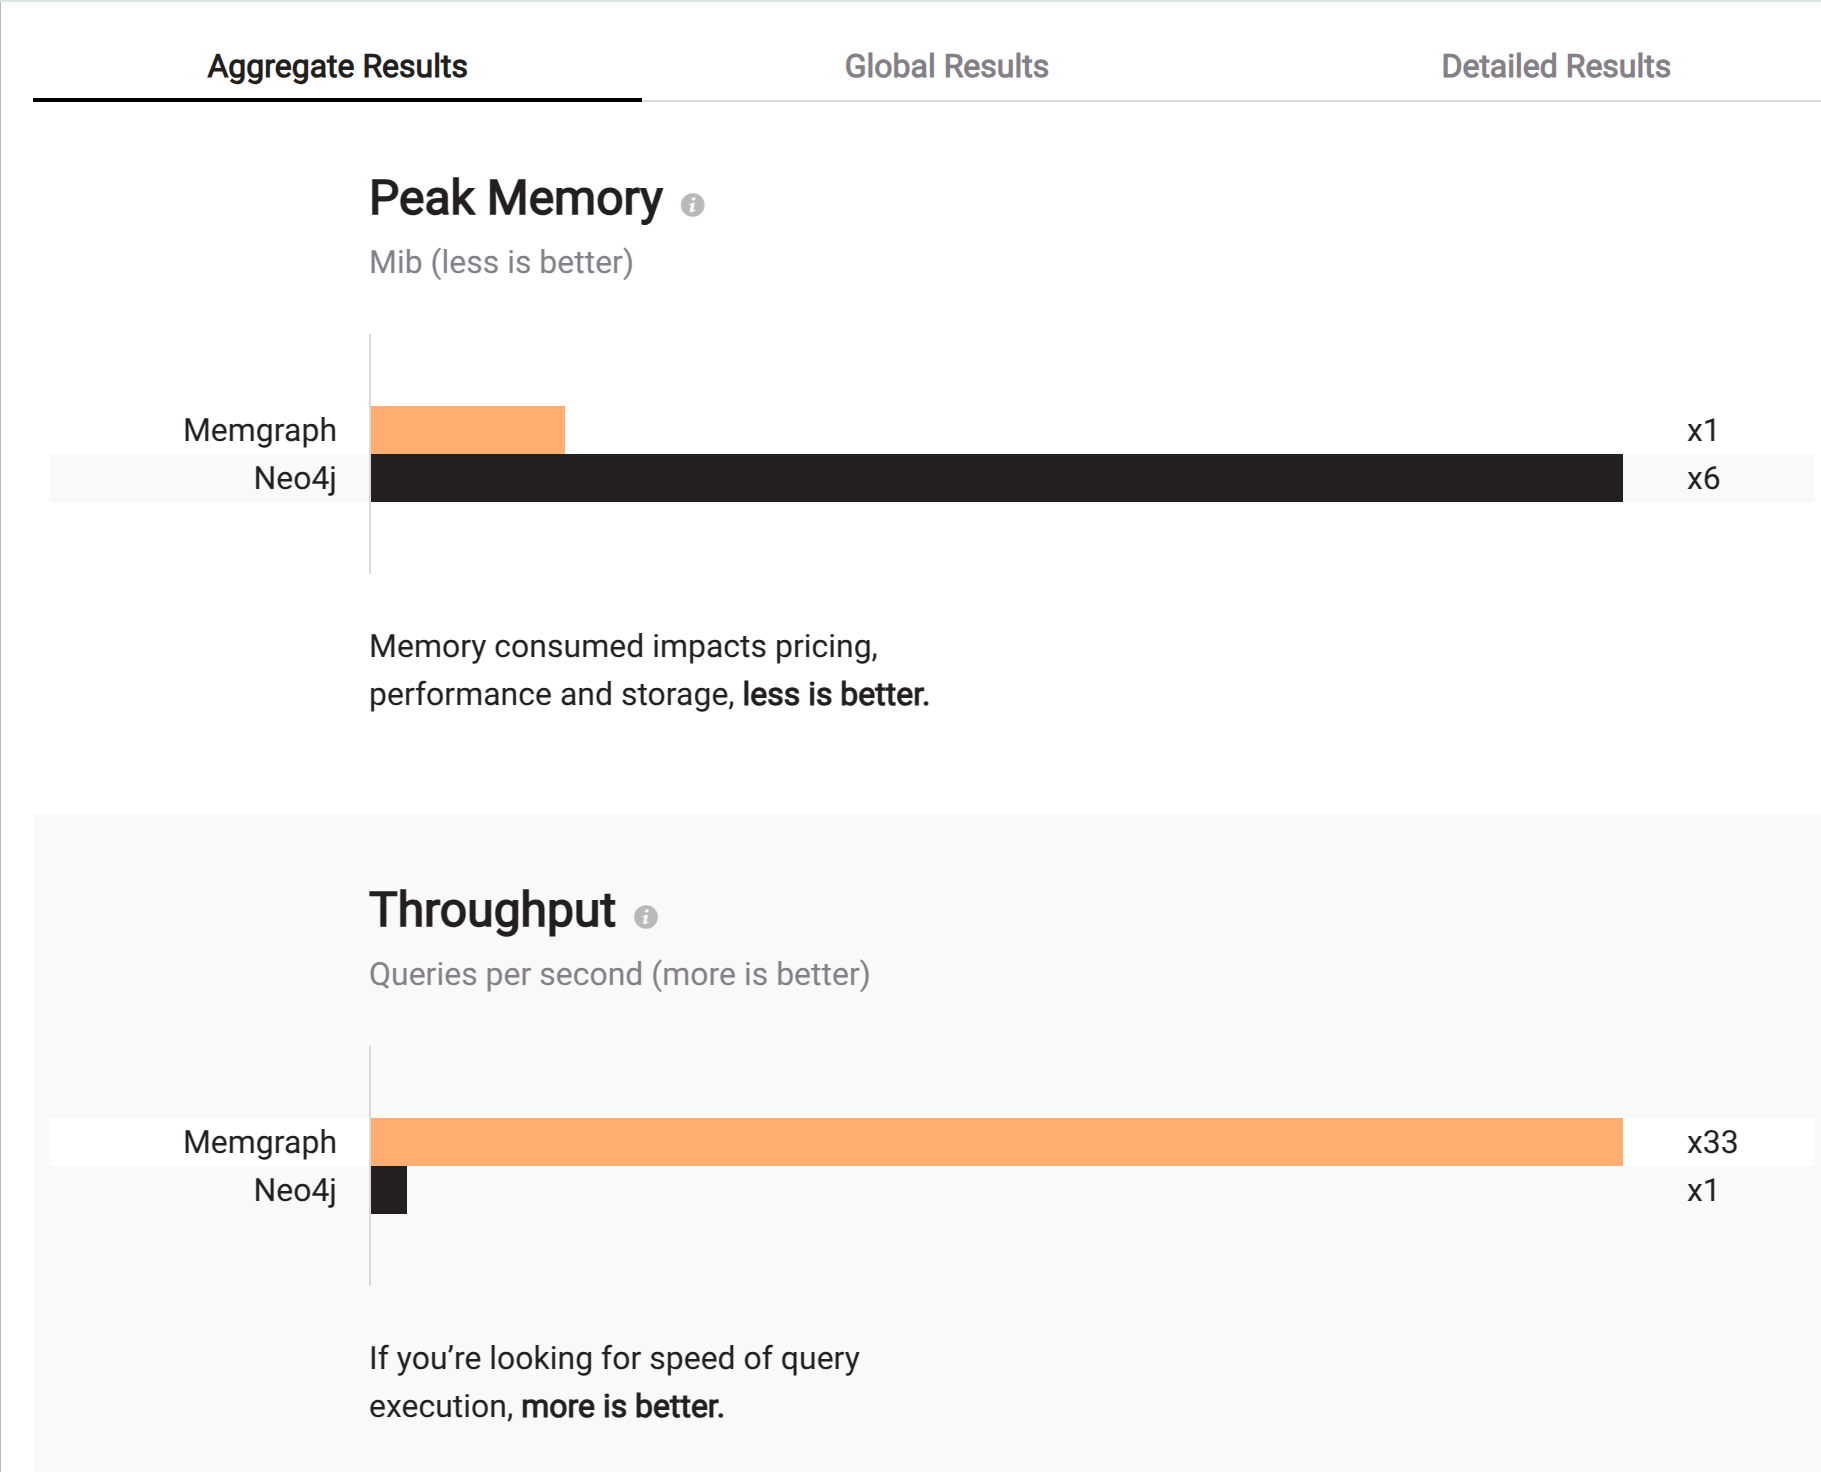 Aggregate Results
Global Results
Detailed Results
Peak Memory
Mib (less is better)
Memgraph
x1
Neo4j
x6
Memory consumed impacts pricing,
performance and storage, less is better.
Throughput
Queries per second (more is better)
Memgraph
x33
Neo4j
x1
If you’re looking for speed of query
execution, more is better.